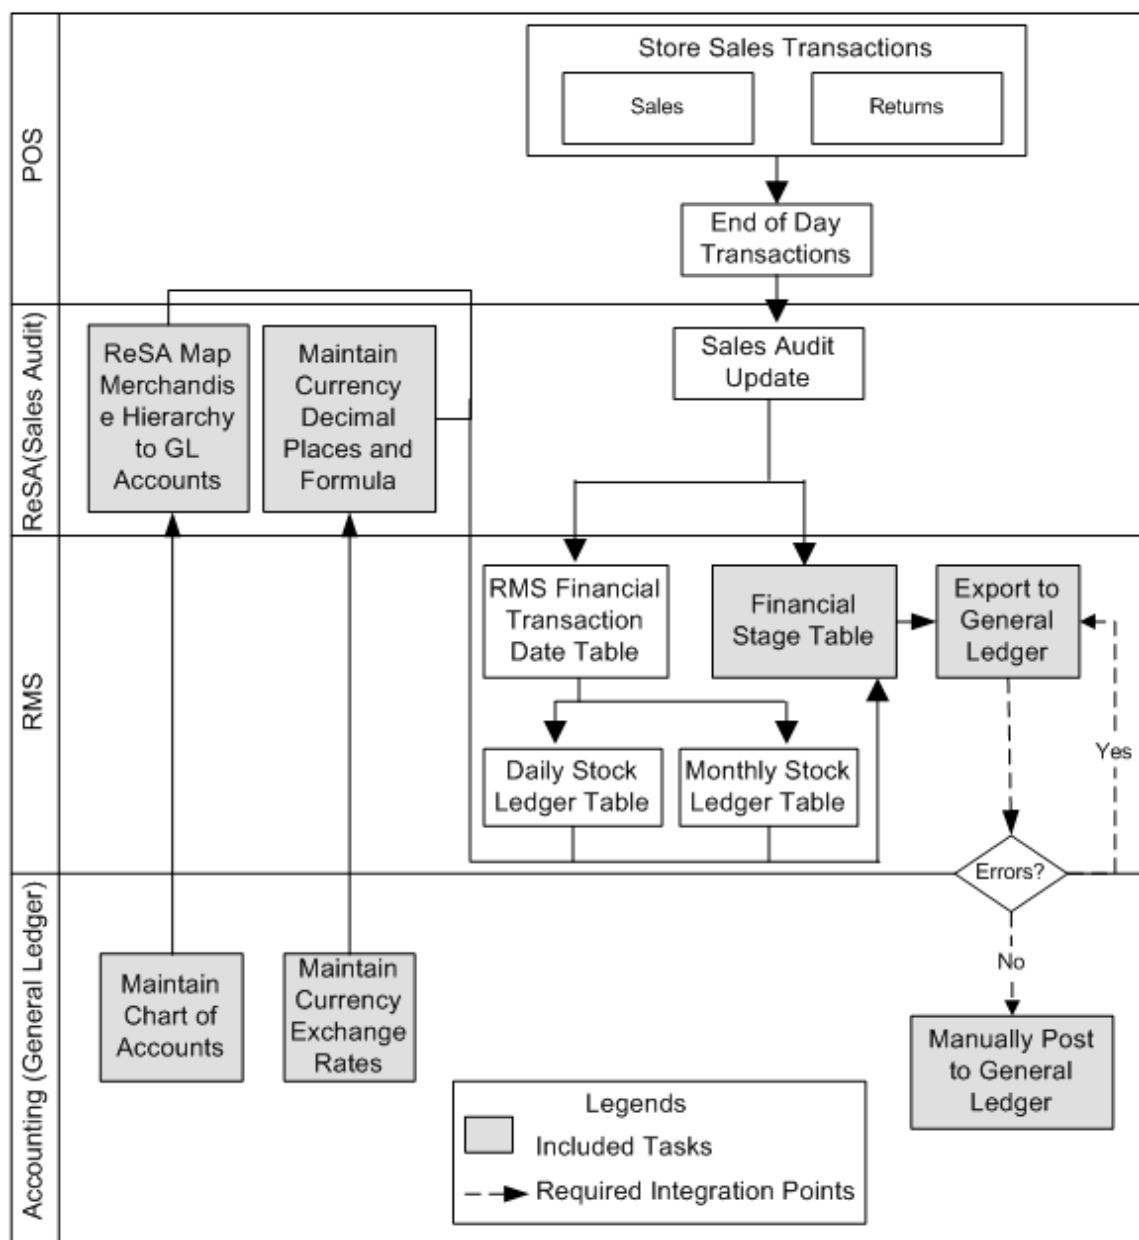 POS
Store Sales Transactions
Sales
Returns
End of Day
Transactions
ReSA(Sales Audit)
ReSA Map
Merchandis
e Hierarchy
to GL
Accounts
Maintain
Currency
Decimal
Places and
Formula
Sales Audit
Update
RMS
RMS Financial
Transaction
Date Table
Financial
Stage Table
Export to
General
Ledger
Daily Stock
Ledger Table
Monthly Stock
Ledger Table
Yes
Errors?
No
Accounting (General Ledger)
Maintain
Chart of
Accounts
Maintain
Currency
Exchange
Rates
Manually Post
to General
Ledger
Legends
Included Tasks
Required Integration Points